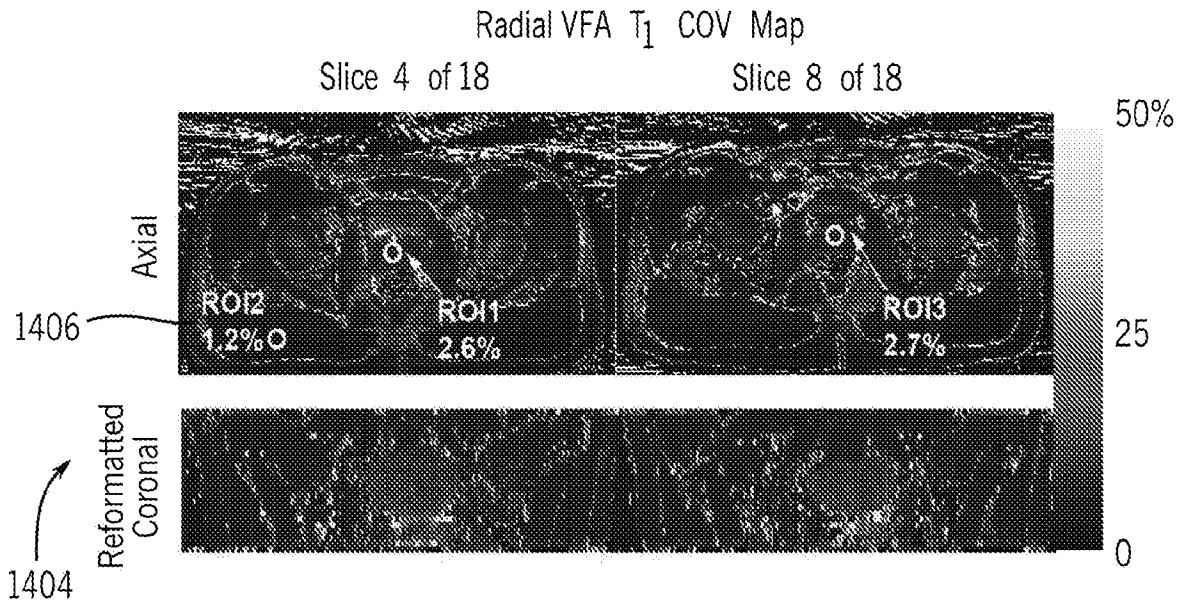 Radial VFA T1 COV Map
Slice 4 of 18
Slice 8 of 18
50%
Axial
ROI2
1.2%
ROI1
2.6%
ROI3
2.7%
1406
25
Reformatted
Coronal
1404
0